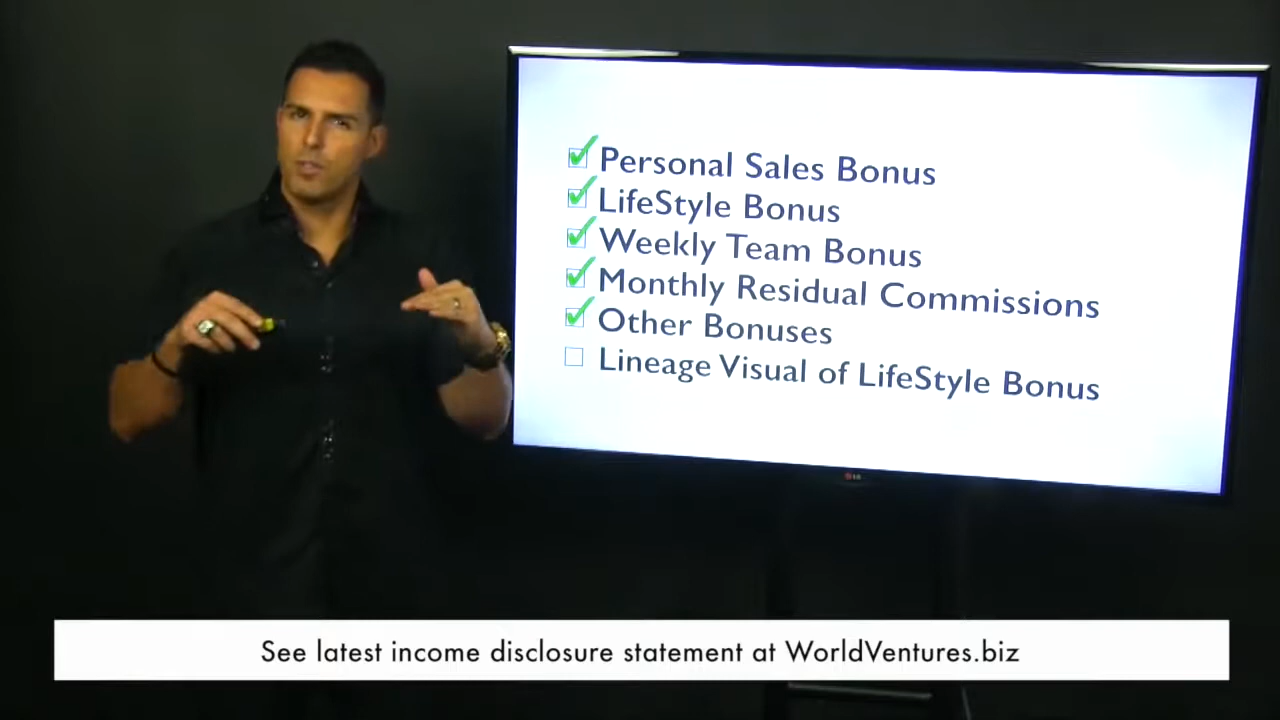 Personal Sales Bonus
LifeStyle Bonus
Weekly Team Bonus
Monthly Residual Commissions
Other Bonuses
Lineage Visual of LifeStyle Bonus
LG
See latest income disclosure statement at WorldVentures.biz